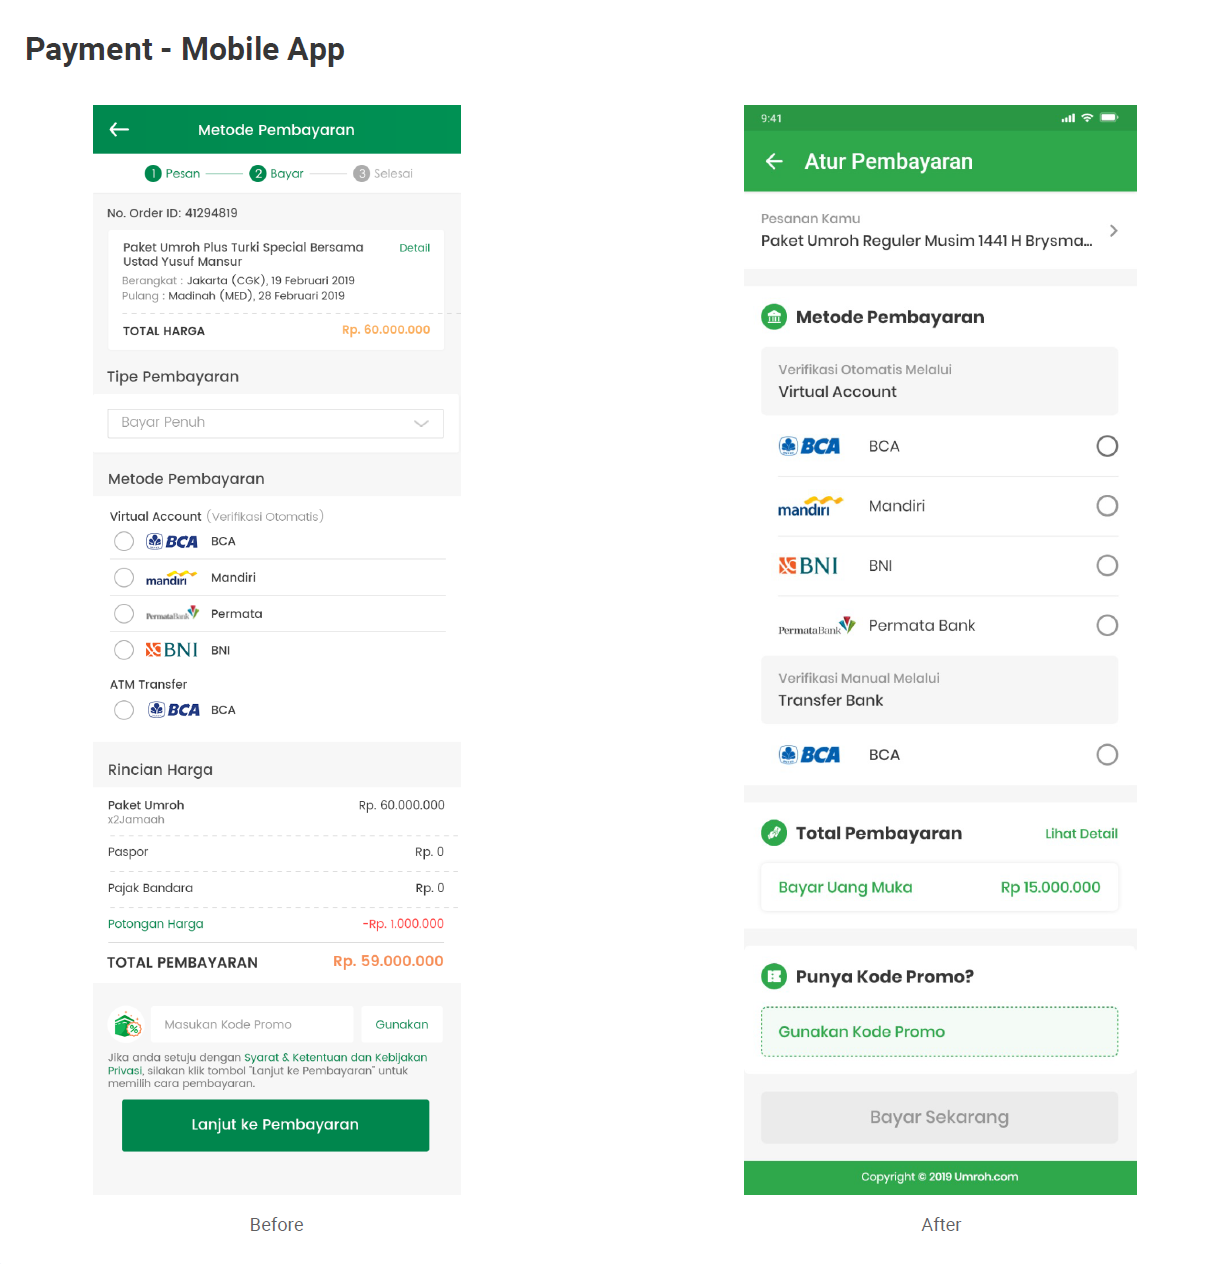 Payment - Mobile App
Metode Pembayaran
1 Pesan 2 Bayar 3 Selesai
No. Order ID: 41294819
Paket Umroh Plus Turki Special Bersama Detail
Ustad Yusuf Mansur
Berangkat : Jakarta (CGK), 19 Februari 2019
Pulang : Madinah (MED), 28 Februari 2019
TOTAL HARGA Rp. 60.000.000
Tipe Pembayaran
Bayar Penuh
Metode Pembayaran
Virtual Account (Verifikasi Otomatis)
BCA BCA
mandiri Mandiri
PermataBank Permata
BNI BNI
ATM Transfer
BCA BCA
Rincian Harga
Paket Umroh Rp. 60.000.000
x2Jamaah
Paspor Rp. 0
Pajak Bandara Rp. 0
Potongan Harga -Rp. 1.000.000
TOTAL PEMBAYARAN Rp. 59.000.000
% Masukan Kode Promo Gunakan
Jika anda setuju dengan Syarat & Ketentuan dan Kebijakan
Privasi, silakan klik tombol "Lanjut ke Pembayaran" untuk
memilih cara pembayaran.
Lanjut ke Pembayaran
Before
9:41
Atur Pembayaran
Pesanan Kamu
Paket Umroh Reguler Musim 1441 H Brysma...
Metode Pembayaran
Verifikasi Otomatis Melalui
Virtual Account
BCA BCA
mandiri Mandiri
BNI BNI
PermataBank Permata Bank
Verifikasi Manual Melalui
Transfer Bank
BCA BCA
Total Pembayaran Lihat Detail
Bayar Uang Muka Rp 15.000.000
Punya Kode Promo?
Gunakan Kode Promo
Bayar Sekarang
Copyright © 2019 Umroh.com
After